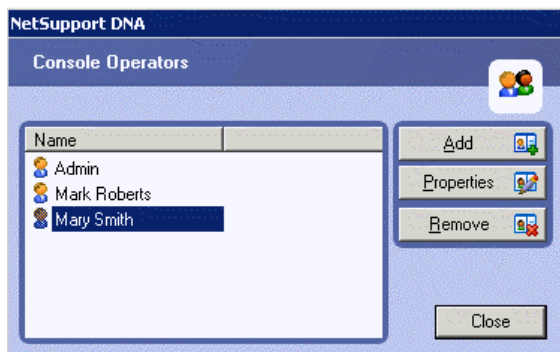 NetSupport DNA
Console Operators
Name
Admin
Mark Roberts
Mary Smith
Add
Properties
Remove
Close